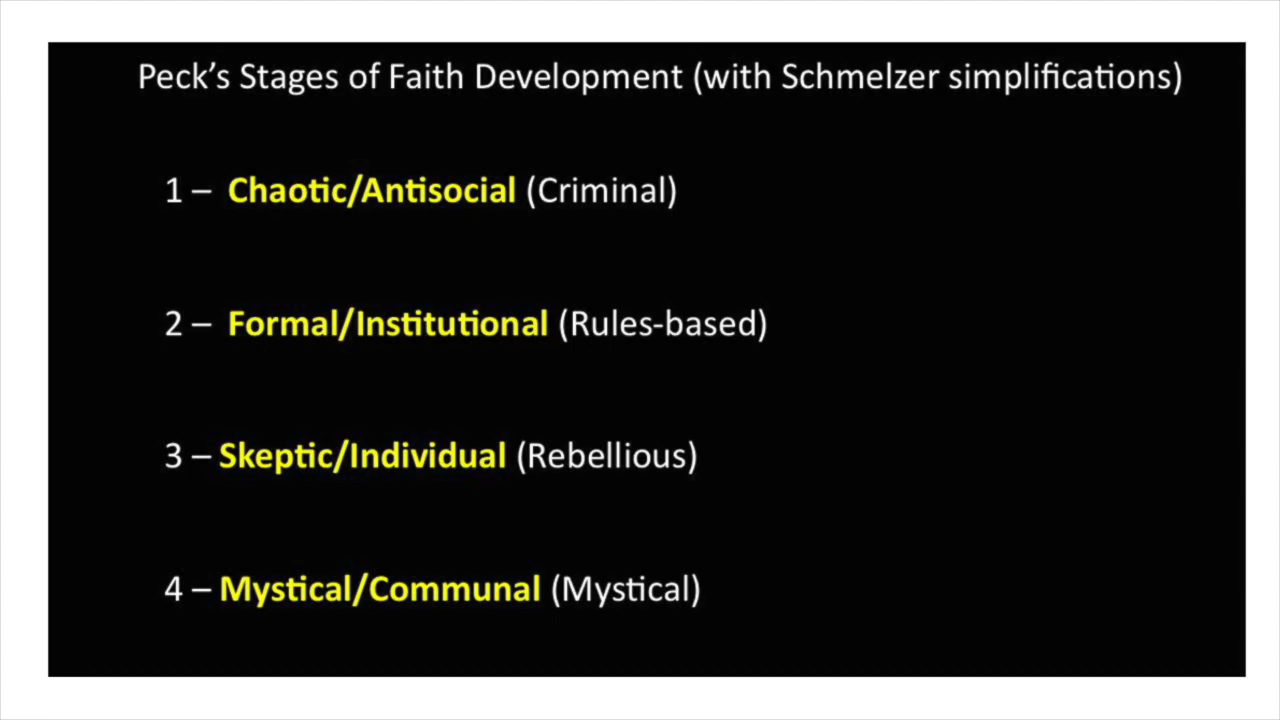 Peck’s Stages of Faith Development (with Schmelzer simplifications)
1 – Chaotic/Antisocial (Criminal)
2 – Formal/Institutional (Rules-based)
3 – Skeptic/Individual (Rebellious)
4 – Mystical/Communal (Mystical)